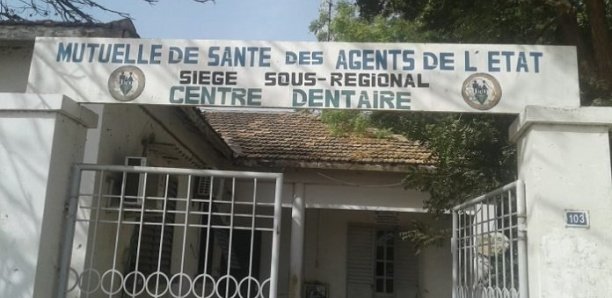 MUTUELLE DE SANTE DES AGENTS DE L'ETAT
SIEGE SOUS-REGIONAL
CENTRE DENTAIRE
103